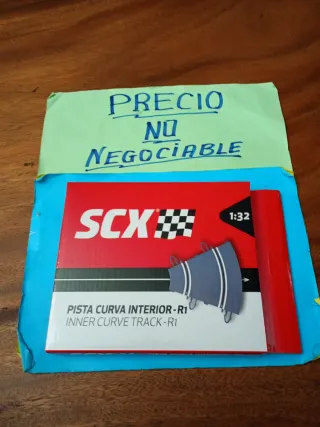 PRECIO
NO
NEGOCIABLE
SCX
1:32
PISTA CURVA INTERIOR-R1
INNER CURVE TRACK-R1